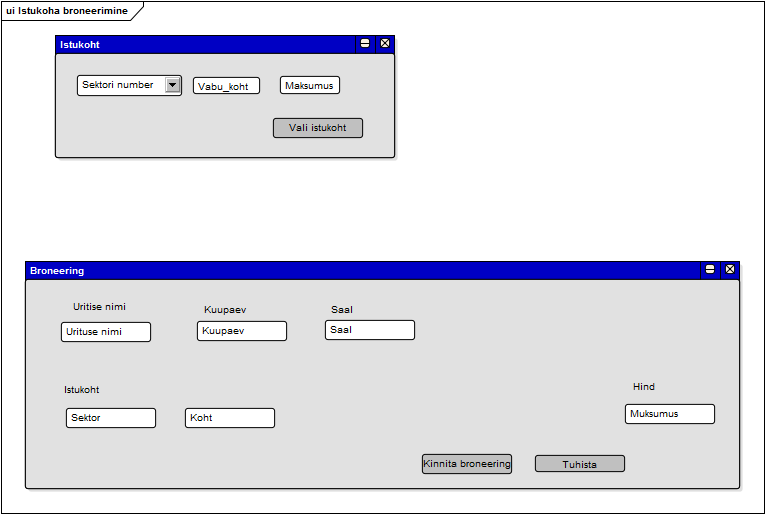 ui Istukoha broneerimine
Istukoht
Sektori number Vabu_koht Maksumus
Vali istukoht
Broneering
Uritise nimi Kuupaev Saal
Urituse nimi Kuupaev Saal
Istukoht Hind
Sektor Koht Muksumus
Kinnita broneering Tuhista